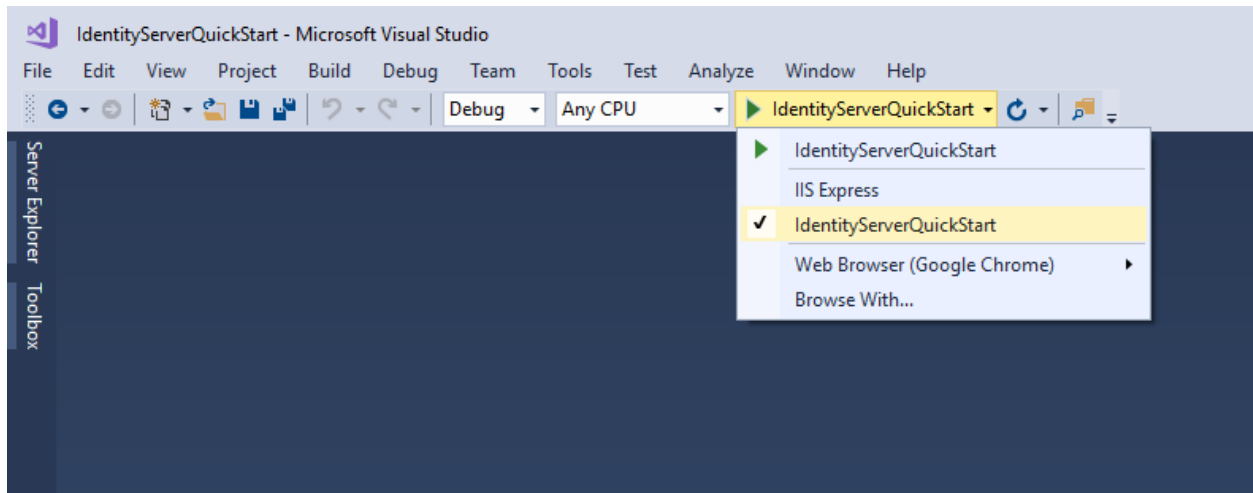 IdentityServerQuickStart - Microsoft Visual Studio
File Edit View Project Build Debug Team Tools Test Analyze Window Help
Debug Any CPU IdentityServerQuickStart
IdentityServerQuickStart
IIS Express
IdentityServerQuickStart
Web Browser (Google Chrome)
Browse With...
Server Explorer
Toolbox